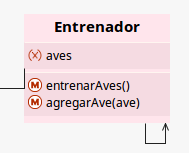 Entrenador
(x) aves
M entrenarAves()
M agregarAve(ave)